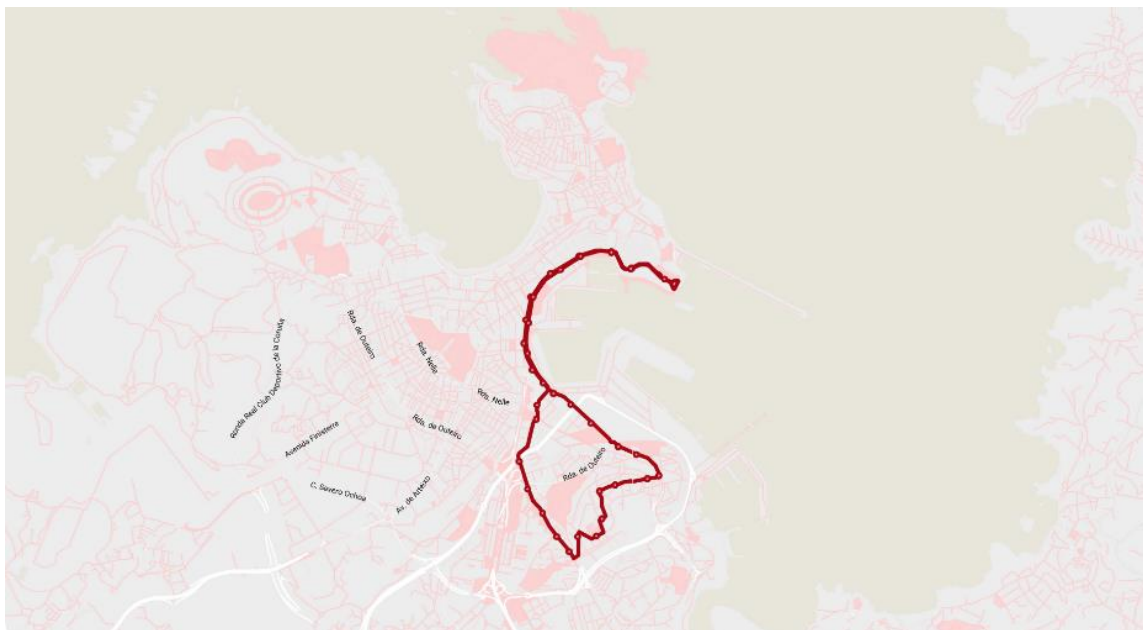 Rda. de Outeiro
Rda. Nelle
Ronda Real Club Deportivo de la Coruña
Rda. Nelle
Rda. de Outeiro
Avenida Finisterre
Rda. de Outeiro
C. Severo Ochoa
Av. de Arteixo